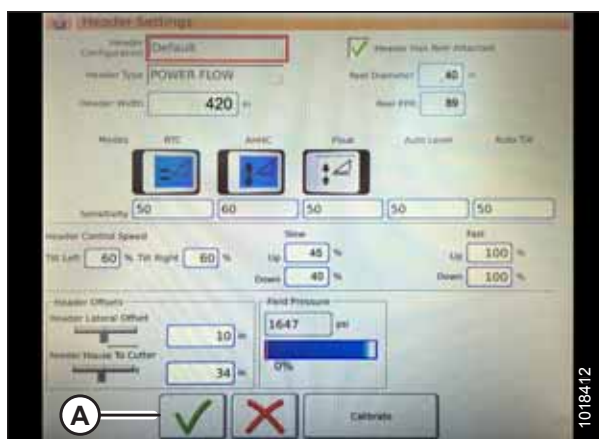 Header Settings
Header Configuration Default
Header Has Reel Attached
Header Type POWER FLOW
Reel Diameter 40 in
Header Width 420 in
Reel PPR 89
Modes RTC AHHC Float Auto Level Auto Tilt
Sensitivity 50 60 50 50 50
Header Control Speed
Slow
Fast
Tilt Left 60 % Tilt Right 60 %
Up 45 %
Up 100 %
Down 40 %
Down 100 %
Header Offsets
Field Pressure
Header Lateral Offset
10 in
1647 psi
Feeder House To Cutter
34 in
0%
A
Calibrate
1018412